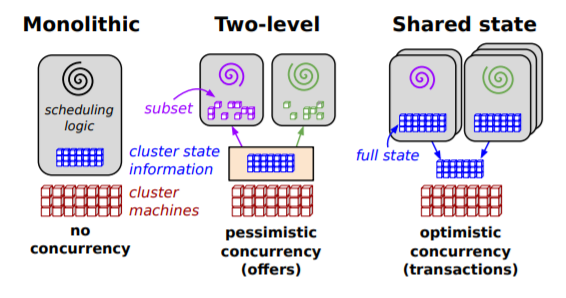 Monolithic
Two-level
Shared state
scheduling
logic
subset
cluster state
information
full state
cluster
machines
no
concurrency
pessimistic
concurrency
(offers)
optimistic
concurrency
(transactions)